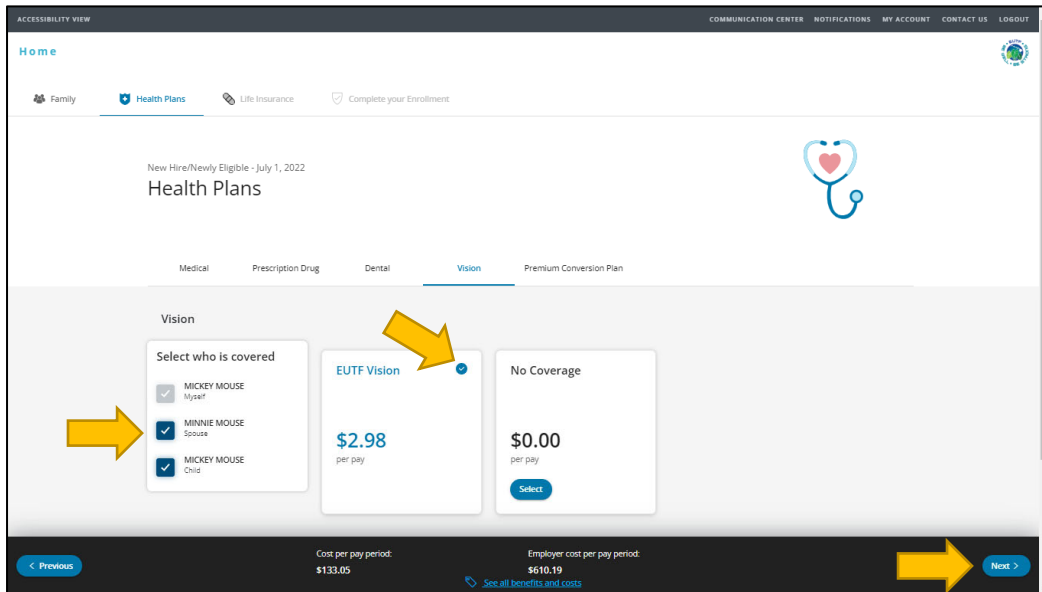 ACCESSIBILITY VIEW
COMMUNICATION CENTER NOTIFICATIONS MY ACCOUNT CONTACT US LOGOUT
Home
Family Health Plans Life Insurance Complete your Enrollment
New Hire/Newly Eligible - July 1, 2022
Health Plans
Medical Prescription Drug Dental Vision Premium Conversion Plan
Vision
Select who is covered
MICKEY MOUSE
Myself
MINNIE MOUSE
Spouse
MICKEY MOUSE
Child
EUTF Vision
$2.98
per pay
No Coverage
$0.00
per pay
Select
< Previous
Cost per pay period:
$133.05
Employer cost per pay period:
$610.19
See all benefits and costs
Next >